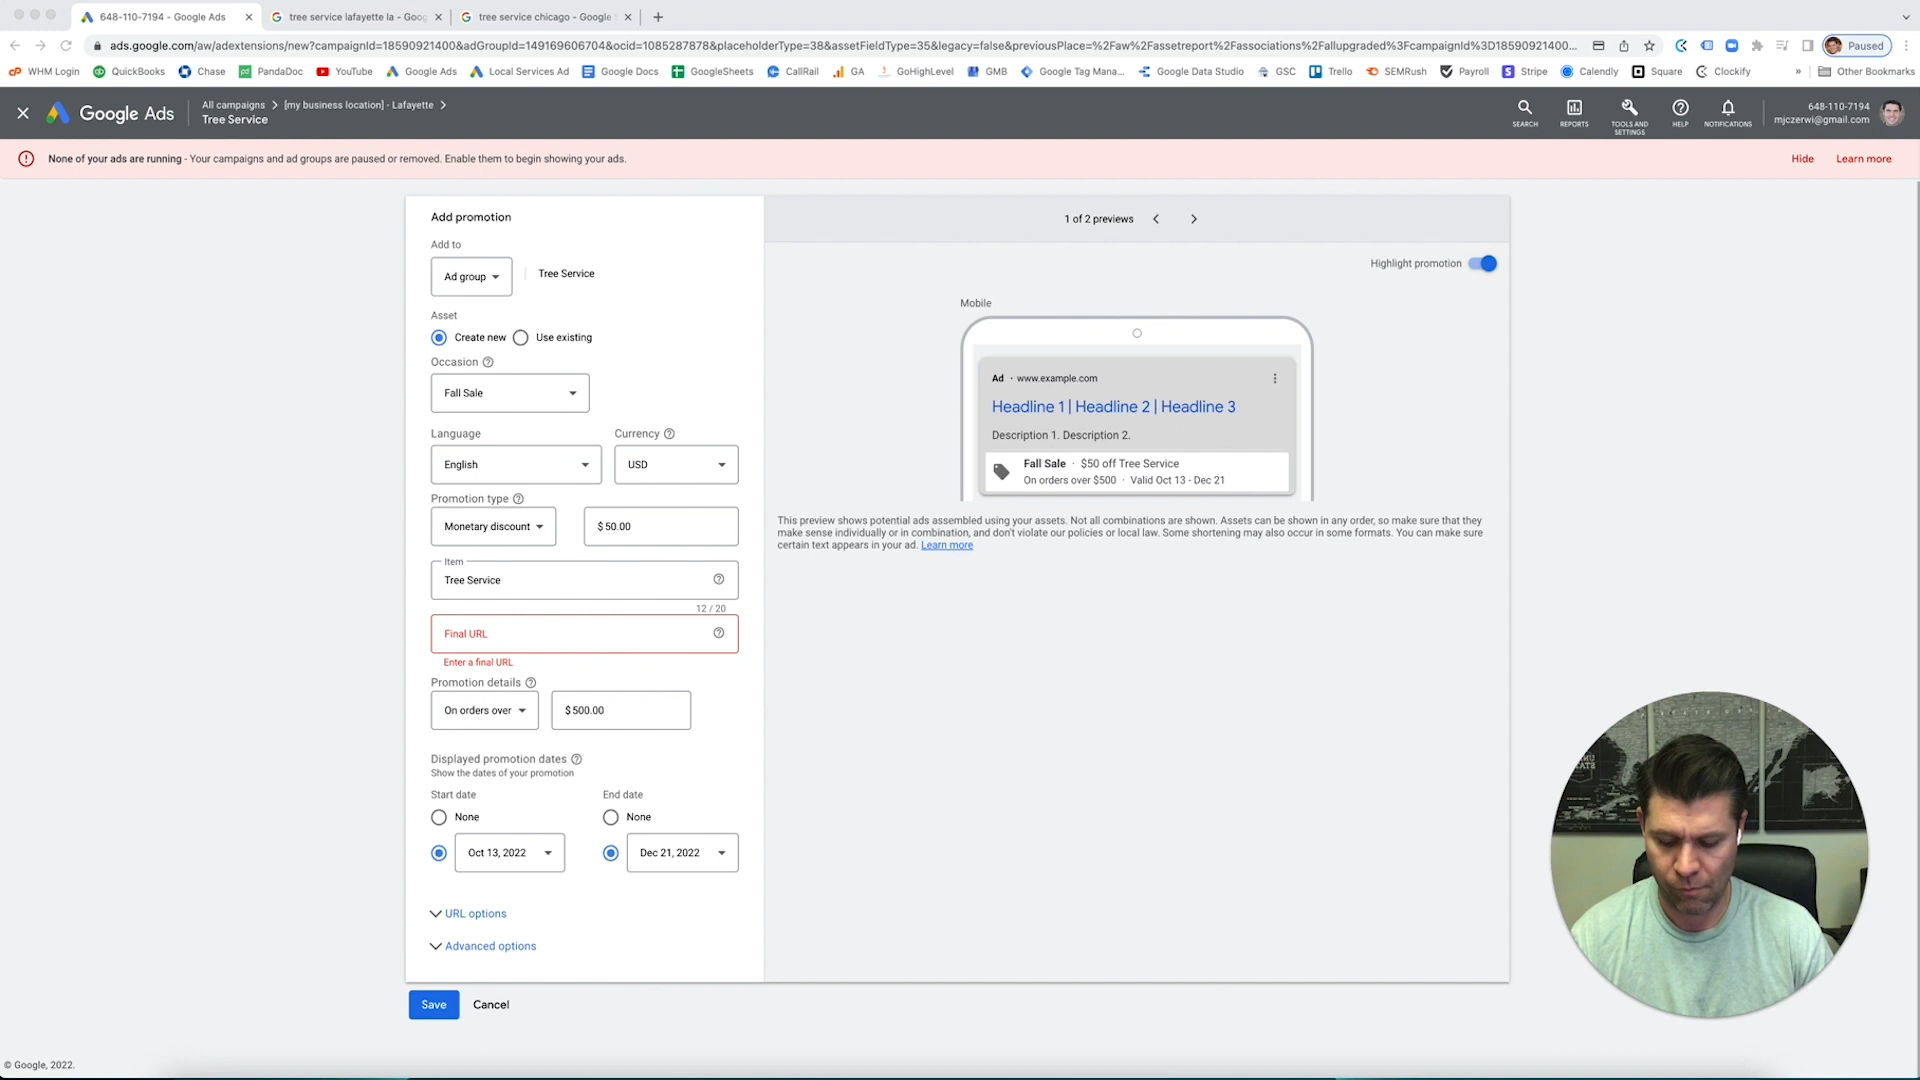 648-110-7194 - Google Ads
tree service lafayette la - Goog
tree service chicago - Google S
ads.google.com/aw/adextensions/new?campaignId=18590921400&adGroupId=149169606704&ocid=1085287878&placeholderType=38&assetFieldType=35&legacy=false&previousPlace=%2Faw%2Fassetreport%2Fassociations%2Fallupgraded%3FcampaignId%3D18590921400...
Paused
WHM Login
QuickBooks
Chase
PandaDoc
YouTube
Google Ads
Local Services Ad
Google Docs
GoogleSheets
CallRail
GA
GoHighLevel
GMB
Google Tag Mana...
Google Data Studio
GSC
Trello
SEMRush
Payroll
Stripe
Calendly
Square
Clockify
»
Other Bookmarks
Google Ads
All campaigns > [my business location] - Lafayette >
Tree Service
SEARCH
REPORTS
TOOLS AND SETTINGS
HELP
NOTIFICATIONS
648-110-7194
mjczerwi@gmail.com
None of your ads are running - Your campaigns and ad groups are paused or removed. Enable them to begin showing your ads.
Hide
Learn more
Add promotion
Add to
Ad group
Tree Service
Asset
Create new
Use existing
Occasion
Fall Sale
Language
Currency
English
USD
Promotion type
Monetary discount
$ 50.00
Item
Tree Service
12 / 20
Final URL
Enter a final URL
Promotion details
On orders over
$ 500.00
Displayed promotion dates
Show the dates of your promotion
Start date
End date
None
None
Oct 13, 2022
Dec 21, 2022
URL options
Advanced options
Save
Cancel
1 of 2 previews
Highlight promotion
Mobile
Ad · www.example.com
Headline 1 | Headline 2 | Headline 3
Description 1. Description 2.
Fall Sale · $50 off Tree Service
On orders over $500 · Valid Oct 13 - Dec 21
This preview shows potential ads assembled using your assets. Not all combinations are shown. Assets can be shown in any order, so make sure that they
make sense individually or in combination, and don't violate our policies or local law. Some shortening may also occur in some formats. You can make sure
certain text appears in your ad. Learn more
© Google, 2022.